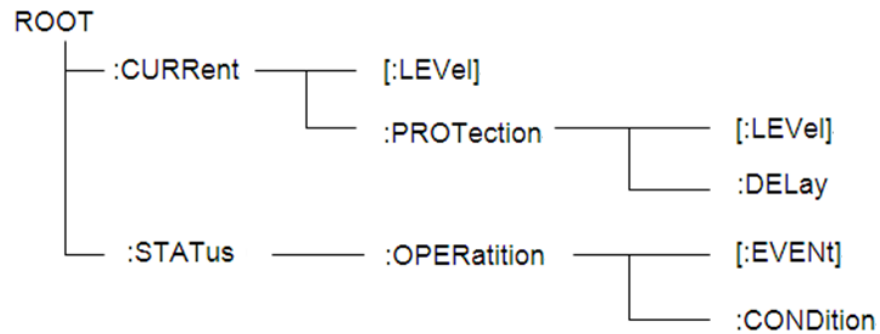 ROOT
:CURRent [:LEVel]
:PROTection [:LEVel]
:DELay
:STATus :OPERatition [:EVENt]
:CONDition